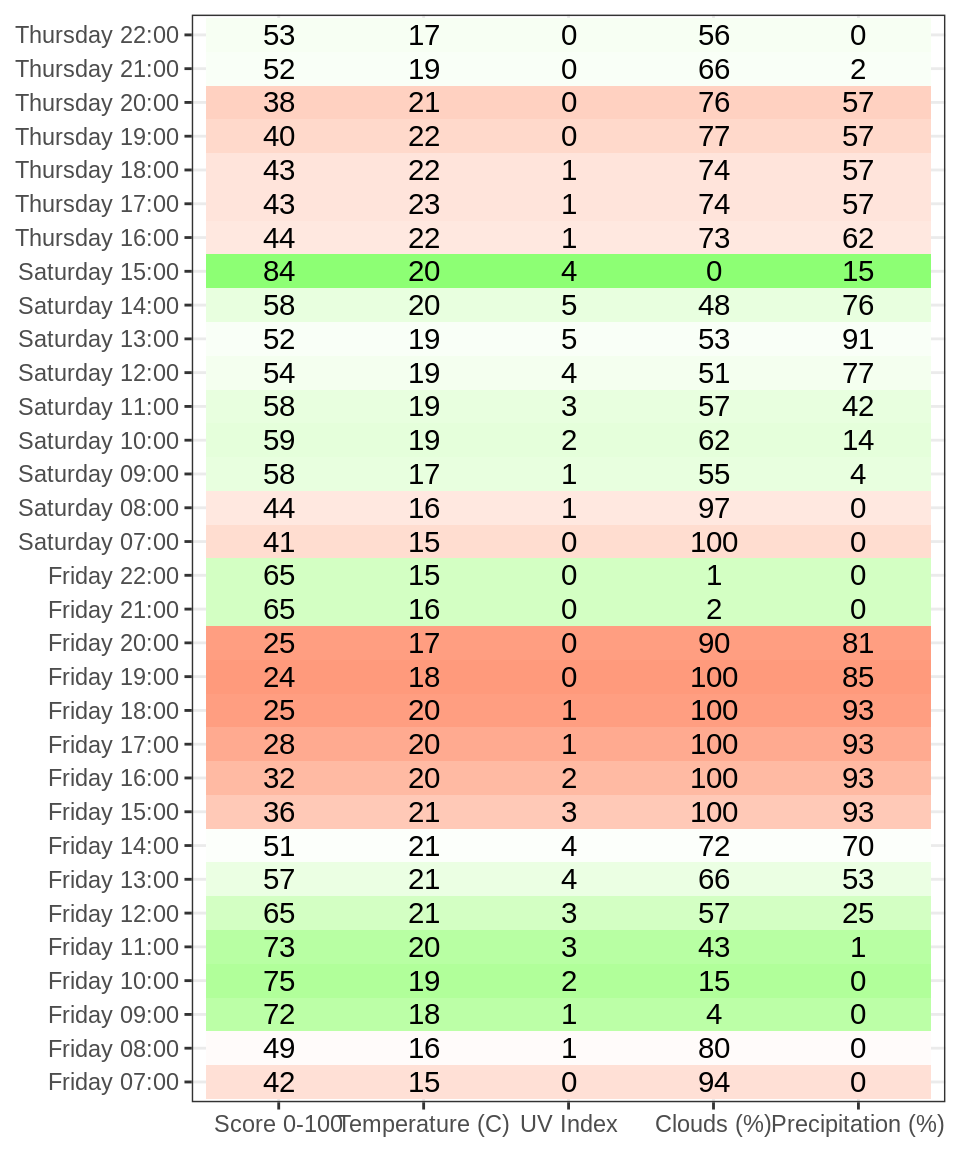 Thursday 22:00 53 17 0 56 0
Thursday 21:00 52 19 0 66 2
Thursday 20:00 38 21 0 76 57
Thursday 19:00 40 22 0 77 57
Thursday 18:00 43 22 1 74 57
Thursday 17:00 43 23 1 74 57
Thursday 16:00 44 22 1 73 62
Saturday 15:00 84 20 4 0 15
Saturday 14:00 58 20 5 48 76
Saturday 13:00 52 19 5 53 91
Saturday 12:00 54 19 4 51 77
Saturday 11:00 58 19 3 57 42
Saturday 10:00 59 19 2 62 14
Saturday 09:00 58 17 1 55 4
Saturday 08:00 44 16 1 97 0
Saturday 07:00 41 15 0 100 0
Friday 22:00 65 15 0 1 0
Friday 21:00 65 16 0 2 0
Friday 20:00 25 17 0 90 81
Friday 19:00 24 18 0 100 85
Friday 18:00 25 20 1 100 93
Friday 17:00 28 20 1 100 93
Friday 16:00 32 20 2 100 93
Friday 15:00 36 21 3 100 93
Friday 14:00 51 21 4 72 70
Friday 13:00 57 21 4 66 53
Friday 12:00 65 21 3 57 25
Friday 11:00 73 20 3 43 1
Friday 10:00 75 19 2 15 0
Friday 09:00 72 18 1 4 0
Friday 08:00 49 16 1 80 0
Friday 07:00 42 15 0 94 0
Score 0-100 Temperature (C) UV Index Clouds (%) Precipitation (%)